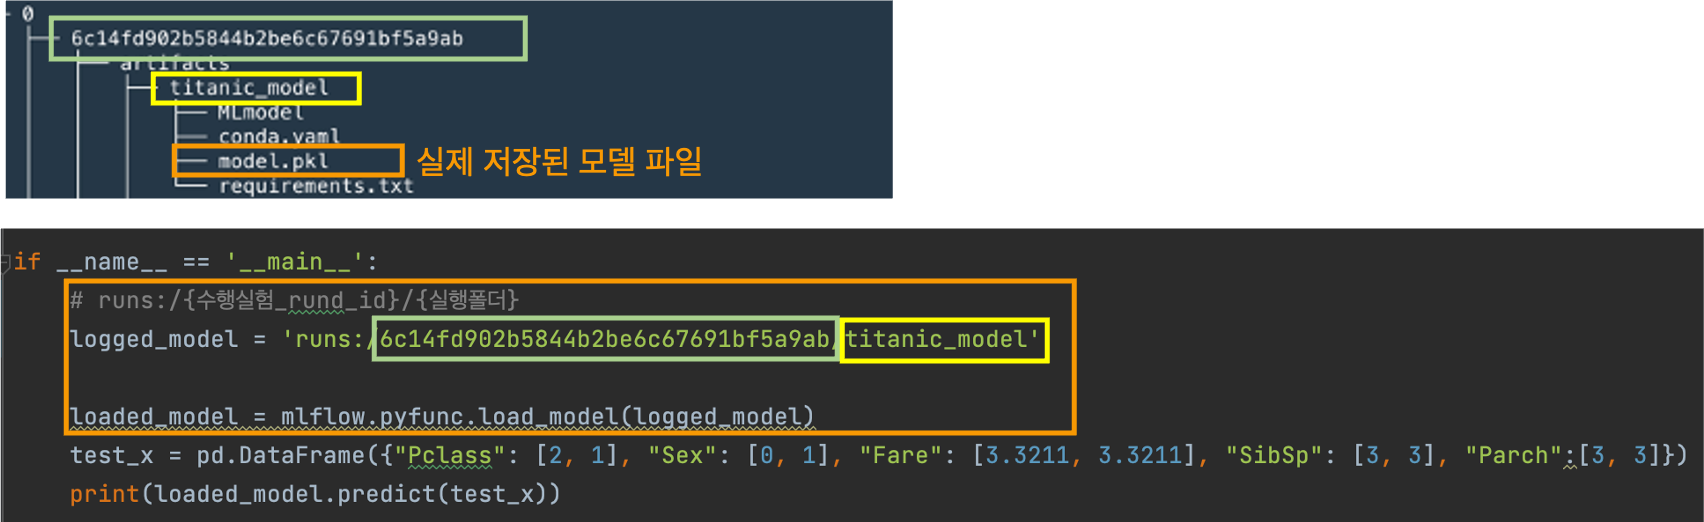 0
6c14fd902b5844b2be6c67691bf5a9ab
artifacts
titanic_model
MLmodel
conda.yaml
model.pkl 실제 저장된 모델 파일
requirements.txt
if __name__ == '__main__':
# runs:/{수행실험_rund_id}/{실행폴더}
logged_model = 'runs:/6c14fd902b5844b2be6c67691bf5a9ab/titanic_model'
loaded_model = mlflow.pyfunc.load_model(logged_model)
test_x = pd.DataFrame({"Pclass": [2, 1], "Sex": [0, 1], "Fare": [3.3211, 3.3211], "SibSp": [3, 3], "Parch":[3, 3]})
print(loaded_model.predict(test_x))